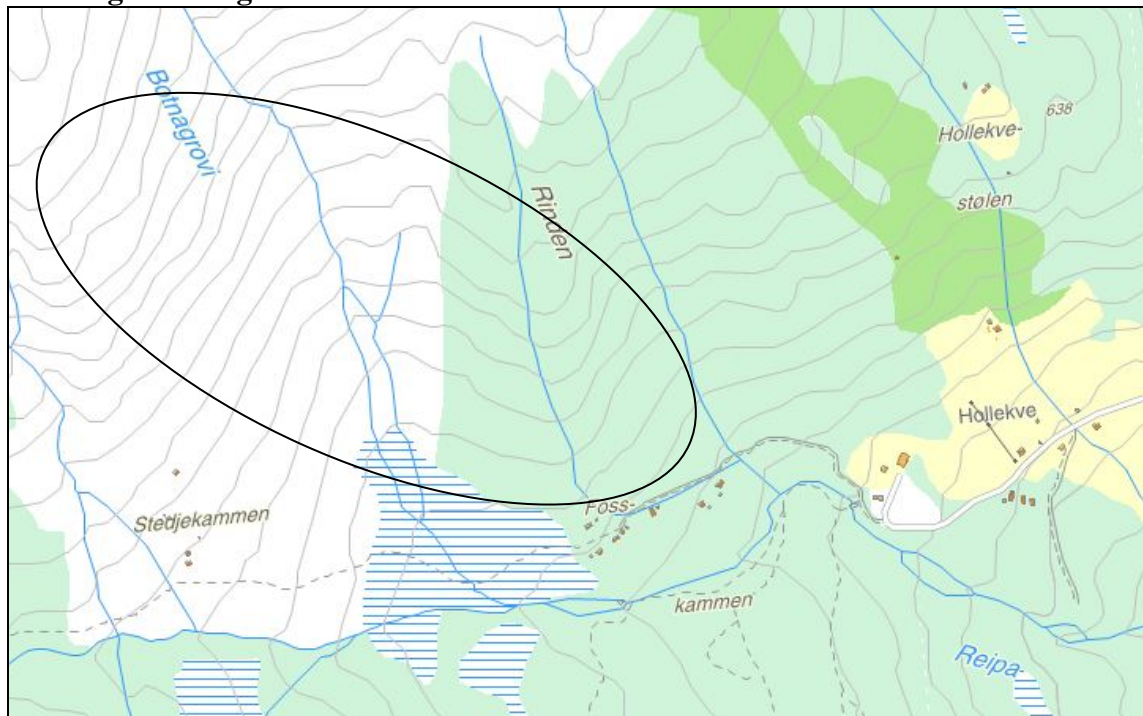 Botnagrovi
638
Hollekve-
stølen
Rinden
Hollekve
Foss-
Stedjekammen
kammen
Reipa-